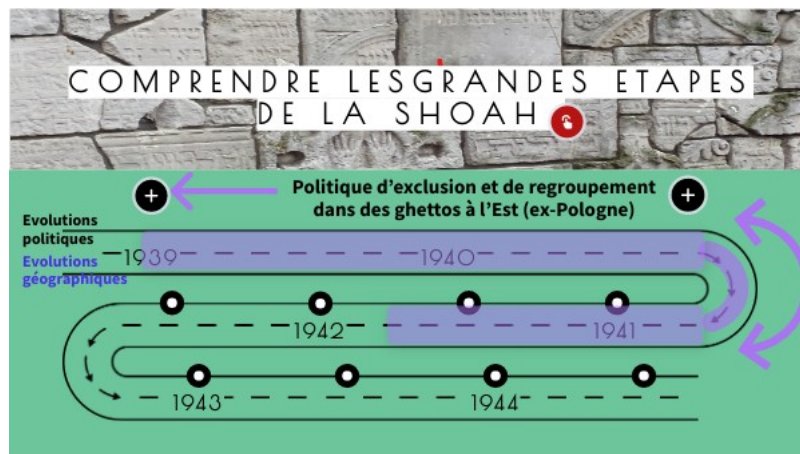 COMPRENDRE LESGRANDES ETAPES
DE LA SHOAH
Politique d'exclusion et de regroupement
dans des ghettos à l'Est (ex-Pologne)
Evolutions
politiques
Evolutions
géographiques
1939
1940
1942
1941
1943
1944